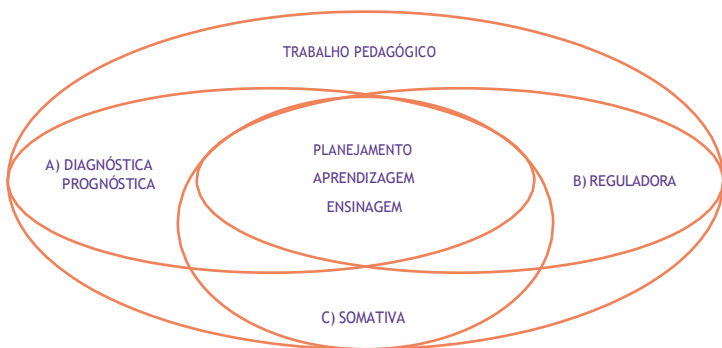 TRABALHO PEDAGÓGICO
A) DIAGNÓSTICA
PROGNÓSTICA
PLANEJAMENTO
APRENDIZAGEM
ENSINAGEM
B) REGULADORA
C) SOMATIVA